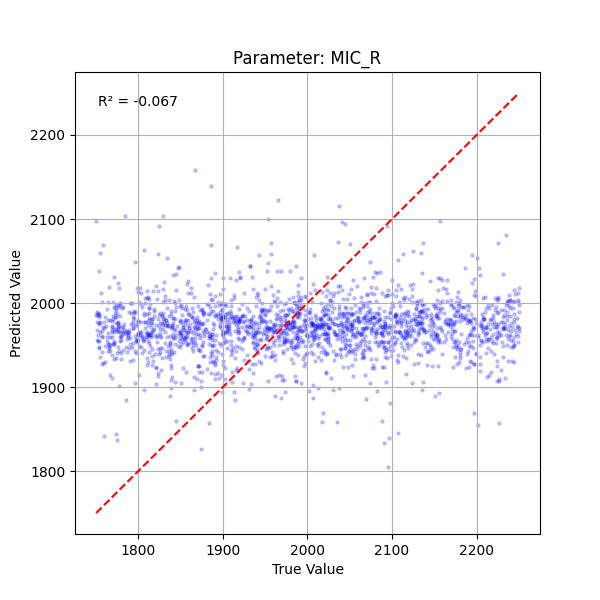 Parameter: MIC_R
R² = -0.067
2200
2100
2000
1900
1800
Predicted Value
1800 1900 2000 2100 2200
True Value